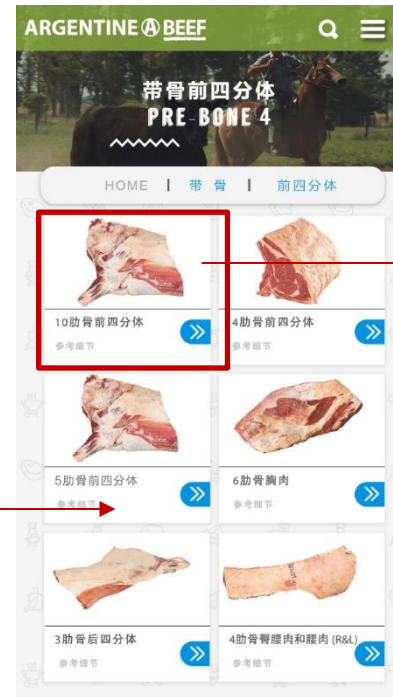 ARGENTINE A BEEF
带骨前四分体
PRE-BONE 4
HOME | 带 骨 | 前四分体
10肋骨前四分体
参考细节
4肋骨前四分体
参考细节
5肋骨前四分体
参考细节
6肋骨胸肉
参考细节
3肋骨后四分体
参考细节
4肋骨臀腰肉和腰肉 (R&L)
参考细节